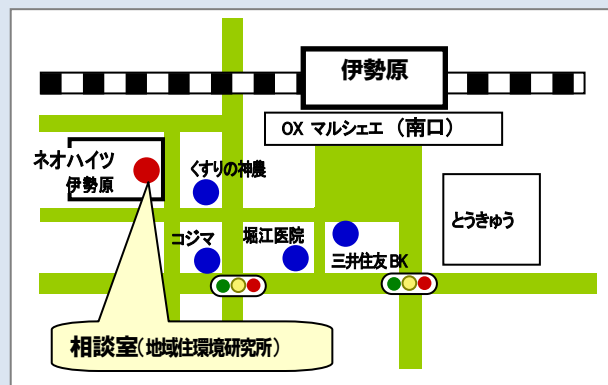 伊勢原
OX マルシェエ （南口）
ネオハイツ
伊勢原
くすりの神農
とうきゅう
コジマ
堀江医院
三井住友 BK
相談室(地域住環境研究所)